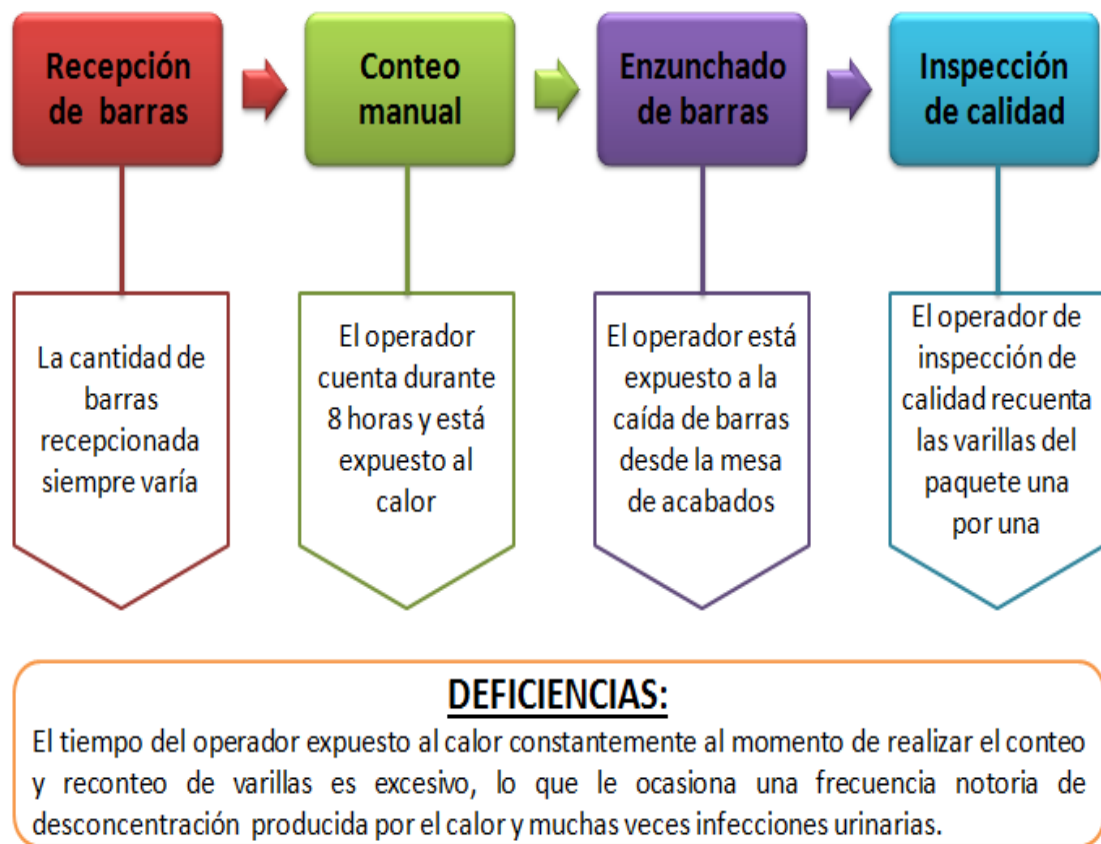 Recepción
de barras
Conteo
manual
Enzunchado
de barras
Inspección
de calidad
La cantidad de
barras
recepcionada
siempre varía
El operador
cuenta durante
8 horas y está
expuesto al
calor
El operador está
expuesto a la
caída de barras
desde la mesa
de acabados
El operador de
inspección de
calidad recuenta
las varillas del
paquete una
por una
DEFICIENCIAS:
El tiempo del operador expuesto al calor constantemente al momento de realizar el conteo
y reconteo de varillas es excesivo, lo que le ocasiona una frecuencia notoria de
desconcentración producida por el calor y muchas veces infecciones urinarias.